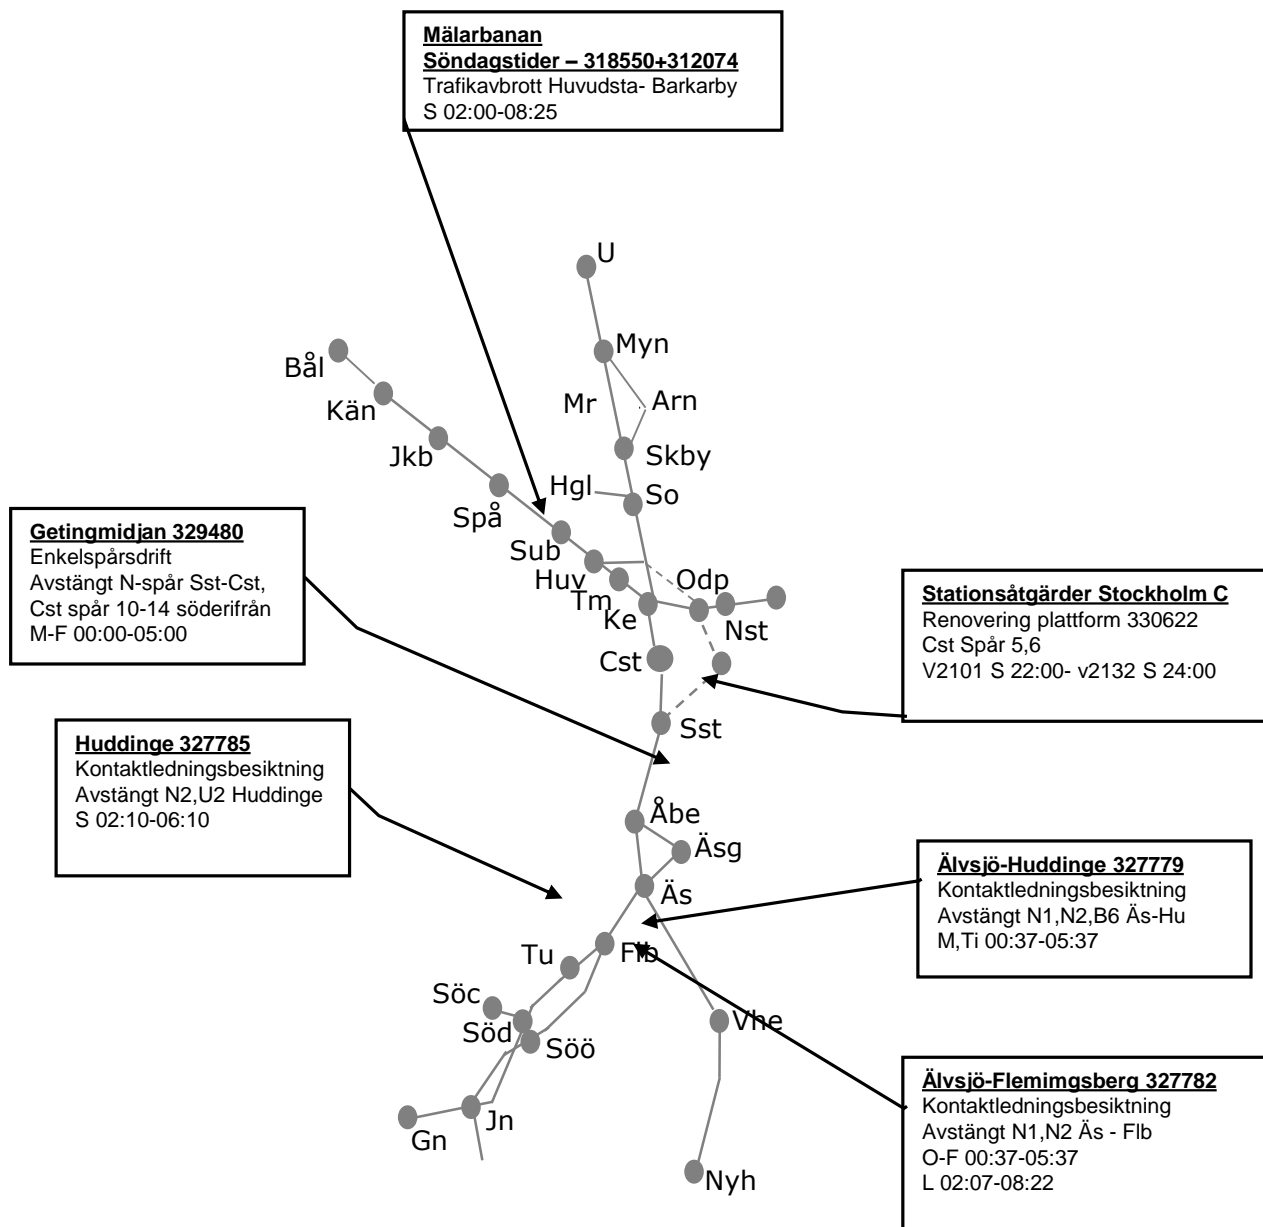 Mälarbanan
Söndagstider – 318550+312074
Trafikavbrott Huvudsta- Barkarby
S 02:00-08:25
U
Myn
Bål
Kän
Mr
Arn
Jkb
Skby
Hgl
So
Spå
Sub
Huv
Odp
Tm
Ke
Nst
Cst
Sst
Getingmidjan 329480
Enkelspårsdrift
Avstängt N-spår Sst-Cst,
Cst spår 10-14 söderifrån
M-F 00:00-05:00
Stationsåtgärder Stockholm C
Renovering plattform 330622
Cst Spår 5,6
V2101 S 22:00- v2132 S 24:00
Huddinge 327785
Kontaktledningsbesiktning
Avstängt N2,U2 Huddinge
S 02:10-06:10
Åbe
Äsg
Äs
Älvsjö-Huddinge 327779
Kontaktledningsbesiktning
Avstängt N1,N2,B6 Äs-Hu
M,Ti 00:37-05:37
Flb
Tu
Söc
Söd
Söö
Vhe
Jn
Gn
Nyh
Älvsjö-Flemimgsberg 327782
Kontaktledningsbesiktning
Avstängt N1,N2 Äs - Flb
O-F 00:37-05:37
L 02:07-08:22